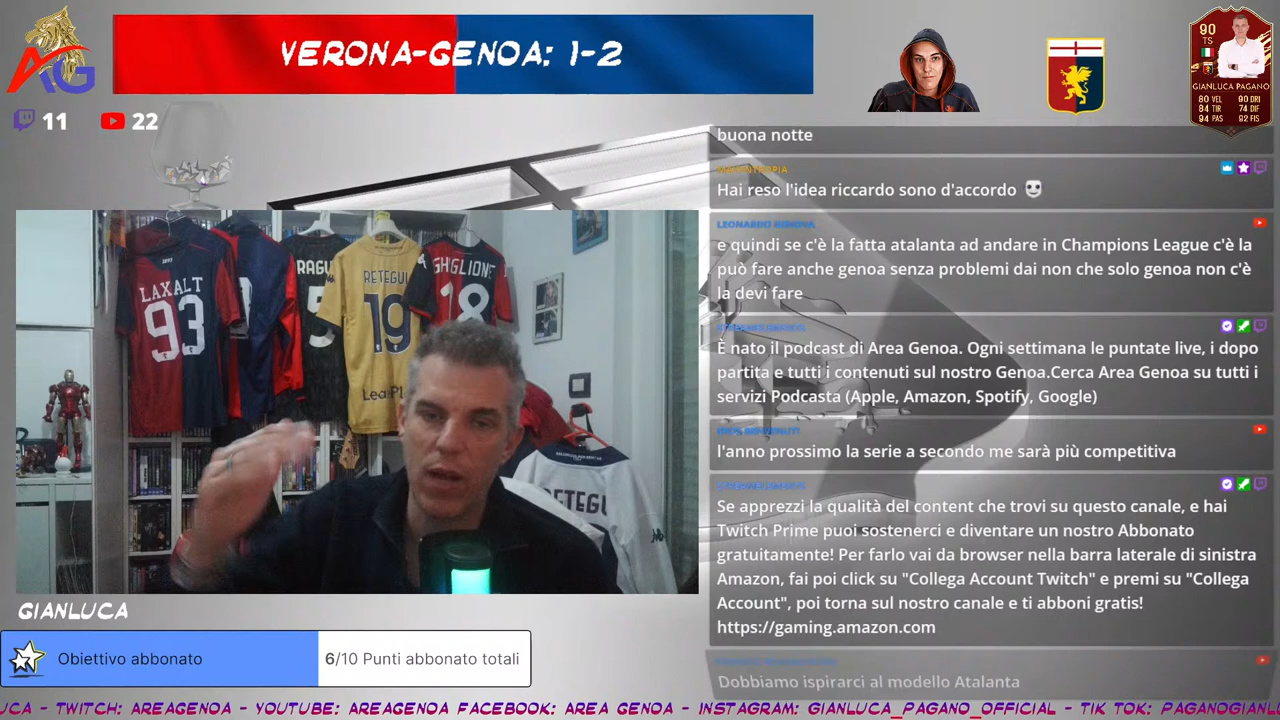 VERONA-GENOA: 1-2
AG
90
TS
GIANLUCA PAGANO
80 VEL 90 DRI
84 TIR 74 DIF
94 PAS 92 FIS
11
22
buona notte
Hai reso l'idea riccardo sono d'accordo
e quindi se c'è la fatta atalanta ad andare in Champions League c'è la
può fare anche genoa senza problemi dai non che solo genoa non c'è
la devi fare
È nato il podcast di Area Genoa. Ogni settimana le puntate live, i dopo
partita e tutti i contenuti sul nostro Genoa.Cerca Area Genoa su tutti i
servizi Podcasta (Apple, Amazon, Spotify, Google)
l'anno prossimo la serie a secondo me sarà più competitiva
Se apprezzi la qualità del content che trovi su questo canale, e hai
Twitch Prime puoi sostenerci e diventare un nostro Abbonato
gratuitamente! Per farlo vai da browser nella barra laterale di sinistra
Amazon, fai poi click su "Collega Account Twitch" e premi su "Collega
Account", poi torna sul nostro canale e ti abboni gratis!
https://gaming.amazon.com
Dobbiamo ispirarci al modello Atalanta
LAXALT
93
RAGU
5
RETEGUI
19
GHIGLIONE
18
RETEGU
GIANLUCA
Obiettivo abbonato
6/10 Punti abbonato totali
UCA - TWITCH: AREAGENOA - YOUTUBE: AREAGENOA FACEBOOK: AREA GENOA - INSTAGRAM: GIANLUCA_PAGANO_OFFICIAL - TIK TOK: PAGANOGIANLU